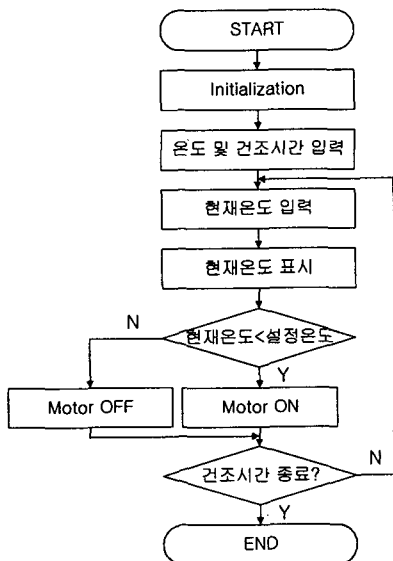 START
Initialization
온도 및 건조시간 입력
현재온도 입력
현재온도 표시
N
현재온도<설정온도
Y
Motor OFF
Motor ON
건조시간 종료?
N
Y
END